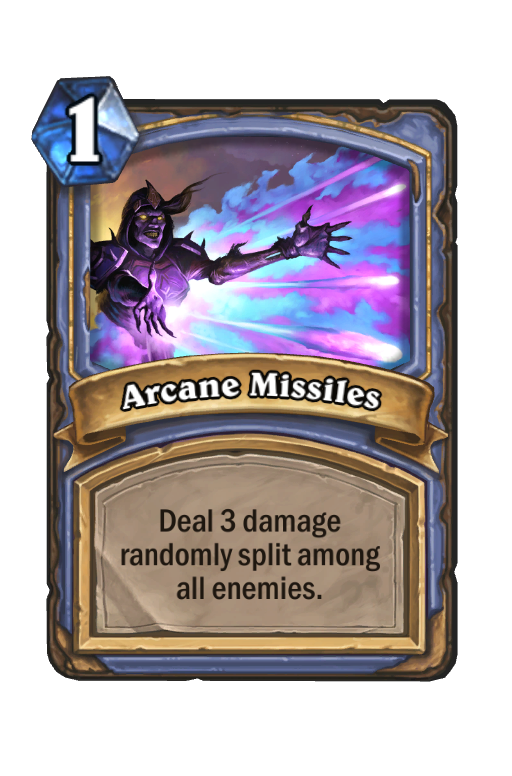 1
Arcane Missiles
Deal 3 damage
randomly split among
all enemies.